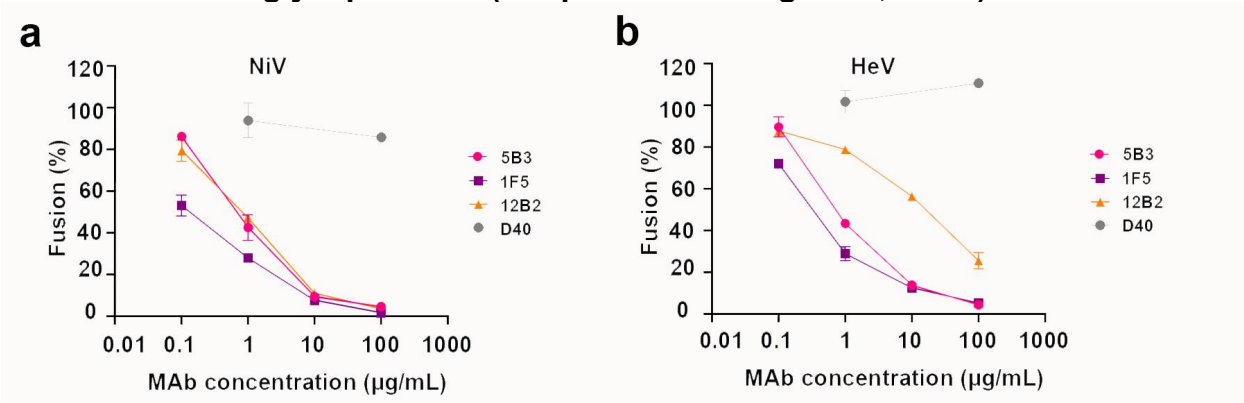 a
NiV
120
100
80
60
40
20
0
Fusion (%)
0.01 0.1 1 10 100 1000
MAb concentration (µg/mL)
5B3
1F5
12B2
D40
b
HeV
120
100
80
60
40
20
0
Fusion (%)
0.01 0.1 1 10 100 1000
MAb concentration (µg/mL)
5B3
1F5
12B2
D40